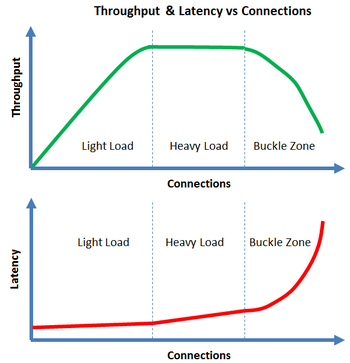 Throughput & Latency vs Connections
Throughput
Light Load
Heavy Load
Buckle Zone
Connections
Latency
Light Load
Heavy Load
Buckle Zone
Connections